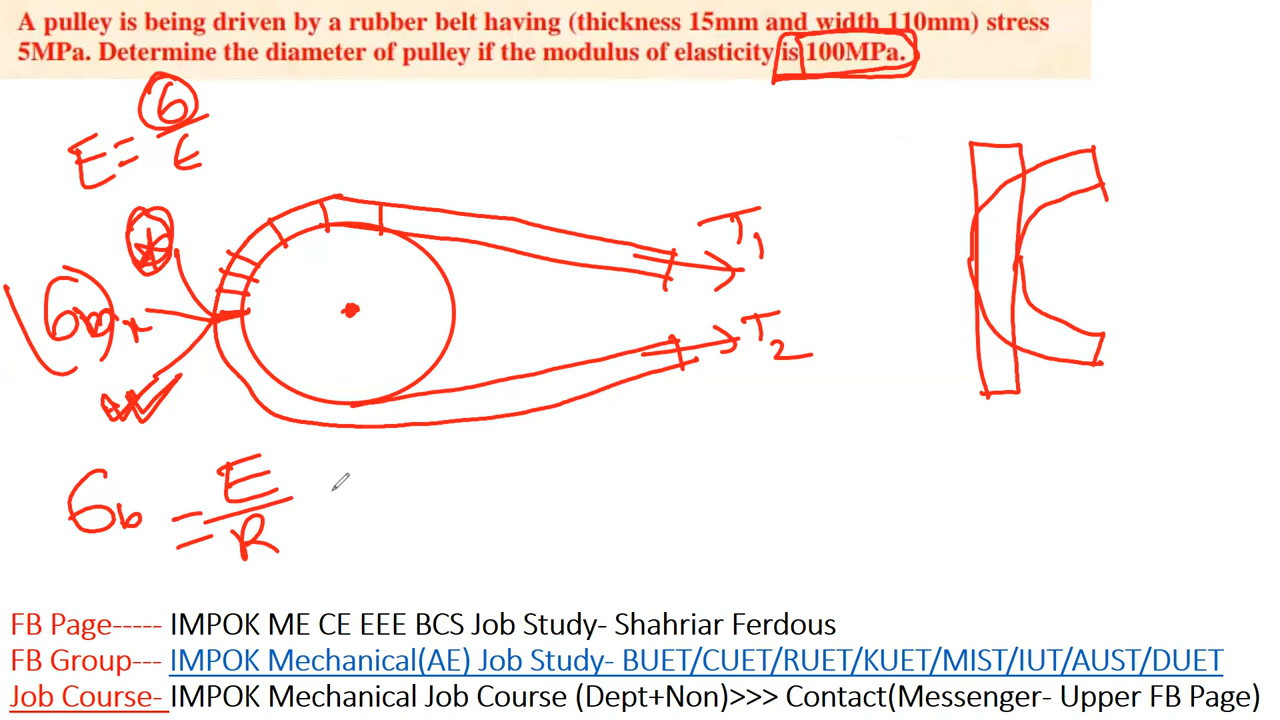 A pulley is being driven by a rubber belt having (thickness 15mm and width 110mm) stress
5MPa. Determine the diameter of pulley if the modulus of elasticity is 100MPa.
E = σ/ε
T1
σb
T2
σb = E/R
FB Page----- IMPOK ME CE EEE BCS Job Study- Shahriar Ferdous
FB Group--- IMPOK Mechanical(AE) Job Study- BUET/CUET/RUET/KUET/MIST/IUT/AUST/DUET
Job Course- IMPOK Mechanical Job Course (Dept+Non)>>> Contact(Messenger- Upper FB Page)